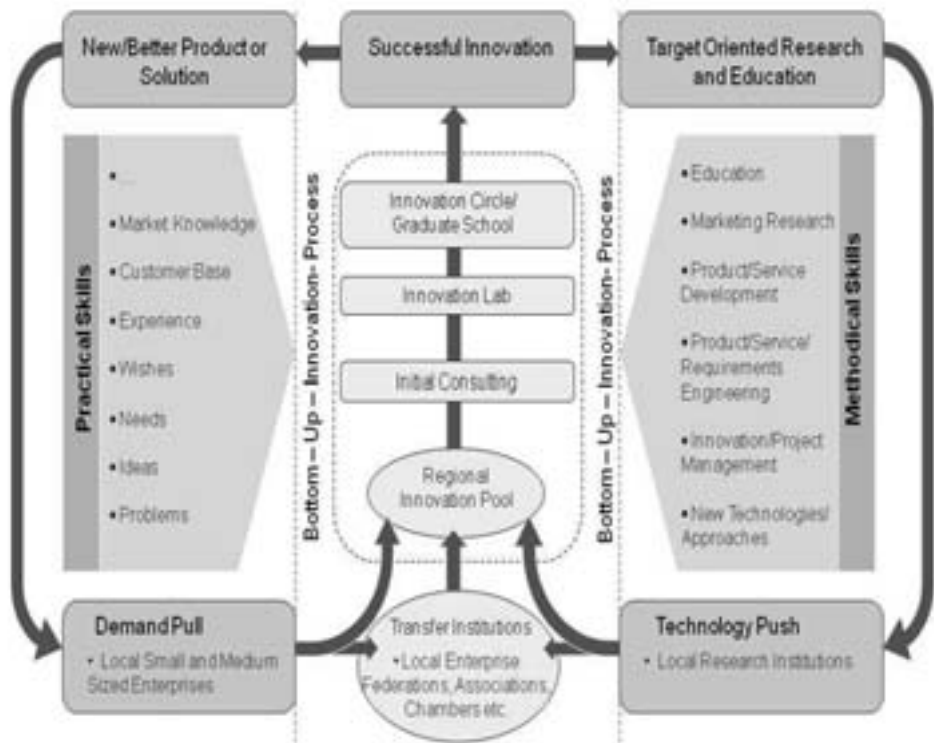 New/Better Product or
Solution
Successful Innovation
Target Oriented Research
and Education
Practical Skills
▪ ...
▪ Market Knowledge
▪ Customer Base
▪ Experience
▪ Wishes
▪ Needs
▪ Ideas
▪ Problems
Bottom – Up – Innovation- Process
Innovation Circle/
Graduate School
Innovation Lab
Initial Consulting
Regional
Innovation Pool
Bottom – Up – Innovation- Process
▪ Education
▪ Marketing Research
▪ Product/Service
Development
▪ Product/Service/
Requirements
Engineering
▪ Innovation/Project
Management
▪ New Technologies/
Approaches
Methodical Skills
Demand Pull
• Local Small and Medium
Sized Enterprises
Transfer Institutions
• Local Enterprise
Federations, Associations,
Chambers etc.
Technology Push
• Local Research Institutions